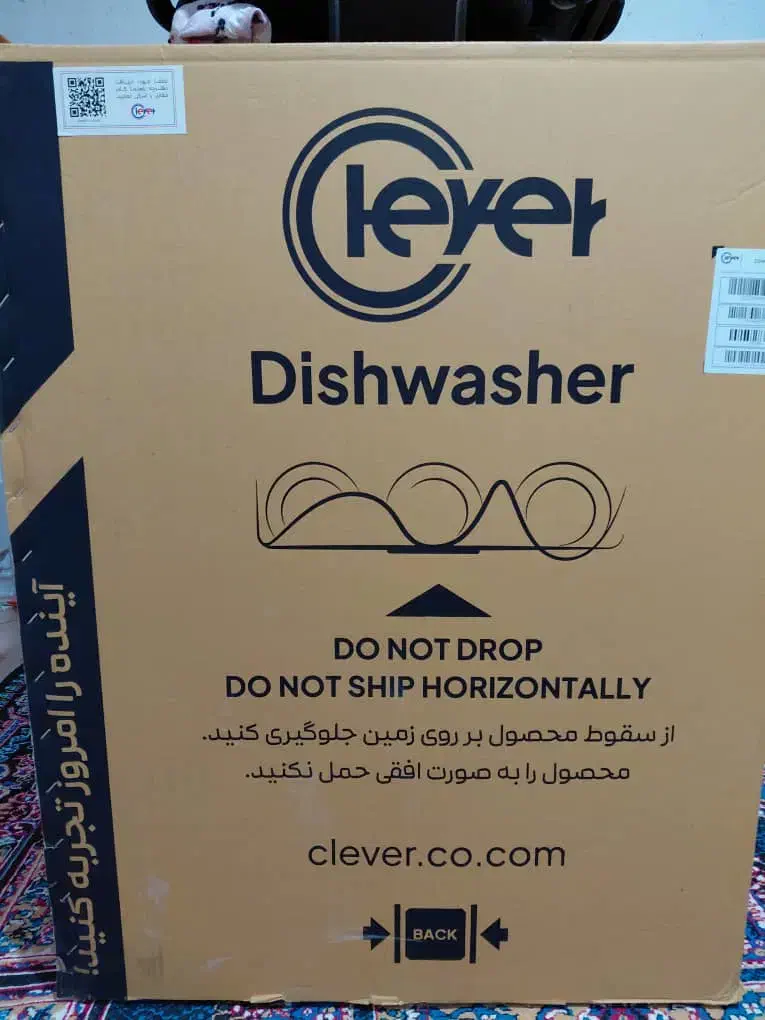 clever
Clever
Dishwasher
DO NOT DROP
DO NOT SHIP HORIZONTALLY
از سقوط محصول بر روی زمین جلوگیری کنید.
محصول را به صورت افقی حمل نکنید.
آینده را امروز تجربه کنید!
clever.co.com
BACK